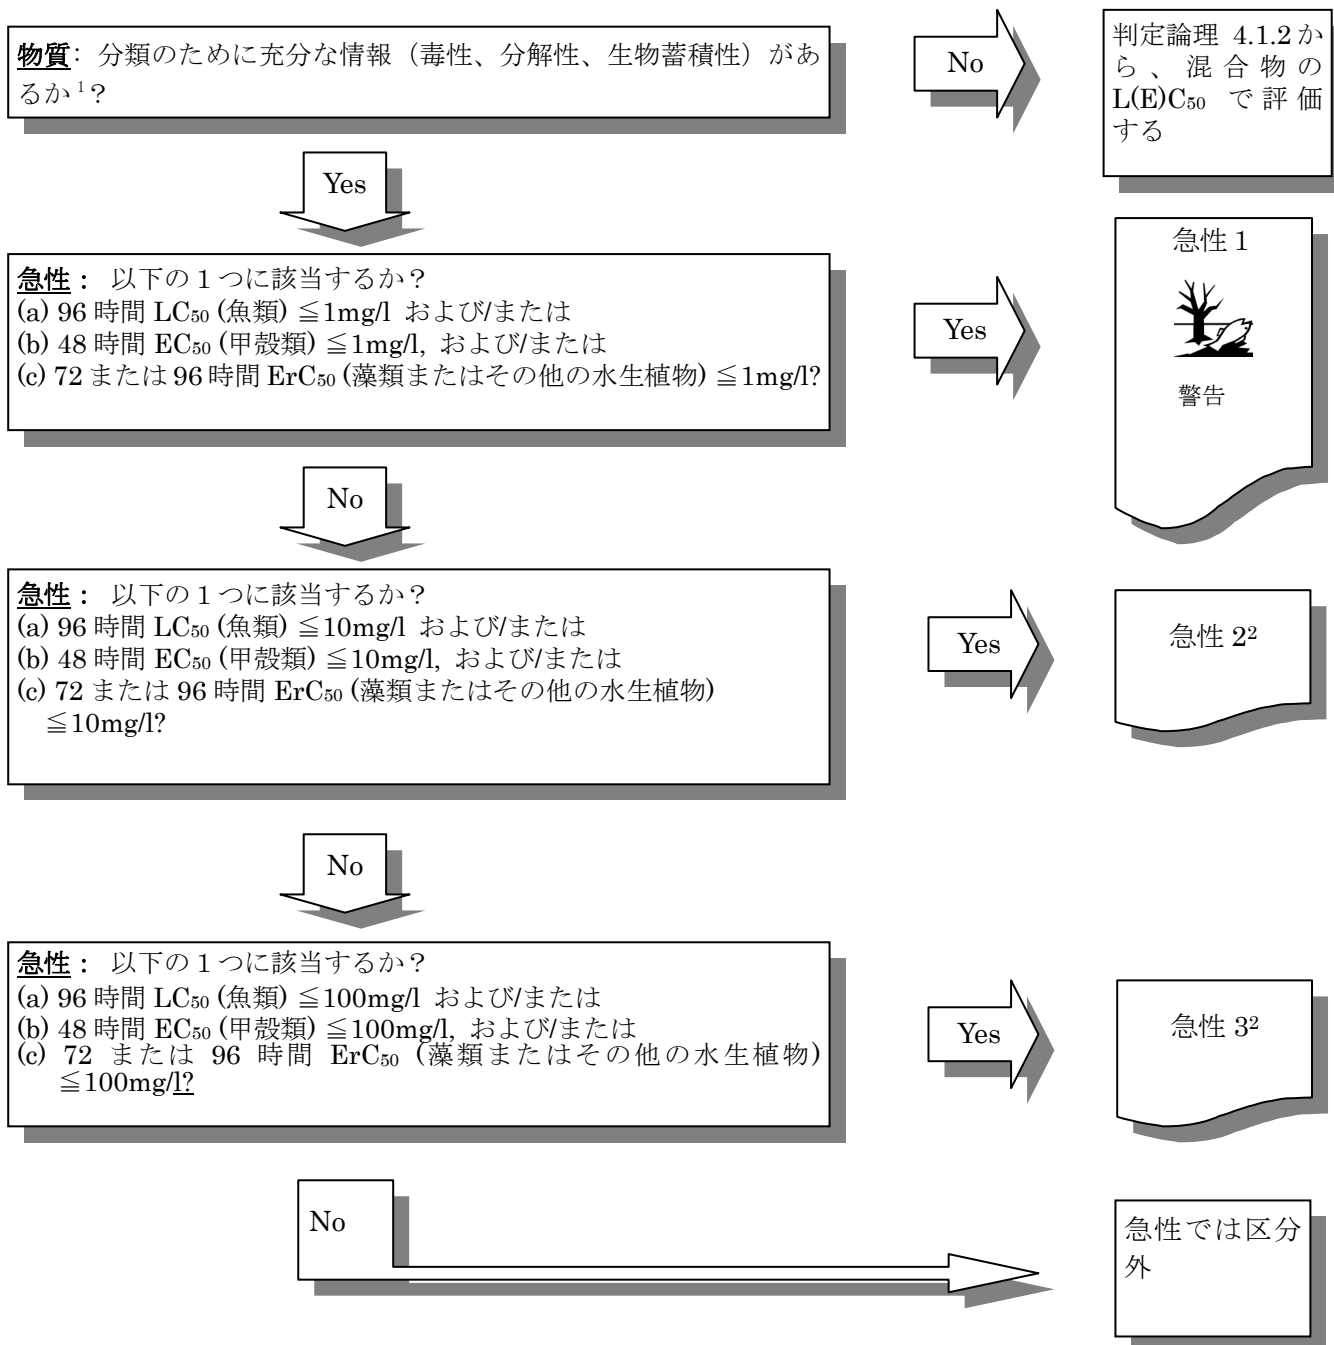 物質: 分類のために充分な情報（毒性、分解性、生物蓄積性）があ
るか¹？
No
判定論理 4.1.2か
ら、混合物の
L(E)C₅₀ で評価
する
Yes
急性： 以下の１つに該当するか？
(a) 96 時間 LC₅₀ (魚類) ≦1mg/l および/または
(b) 48 時間 EC₅₀ (甲殻類) ≦1mg/l, および/または
(c) 72 または 96 時間 ErC₅₀ (藻類またはその他の水生植物) ≦1mg/l?
Yes
急性 1
警告
No
急性： 以下の１つに該当するか？
(a) 96 時間 LC₅₀ (魚類) ≦10mg/l および/または
(b) 48 時間 EC₅₀ (甲殻類) ≦10mg/l, および/または
(c) 72 または 96 時間 ErC₅₀ (藻類またはその他の水生植物)
≦10mg/l?
Yes
急性 2²
No
急性： 以下の１つに該当するか？
(a) 96 時間 LC₅₀ (魚類) ≦100mg/l および/または
(b) 48 時間 EC₅₀ (甲殻類) ≦100mg/l, および/または
(c) 72 または 96 時間 ErC₅₀ (藻類またはその他の水生植物)
≦100mg/l?
Yes
急性 3²
No
急性では区分
外